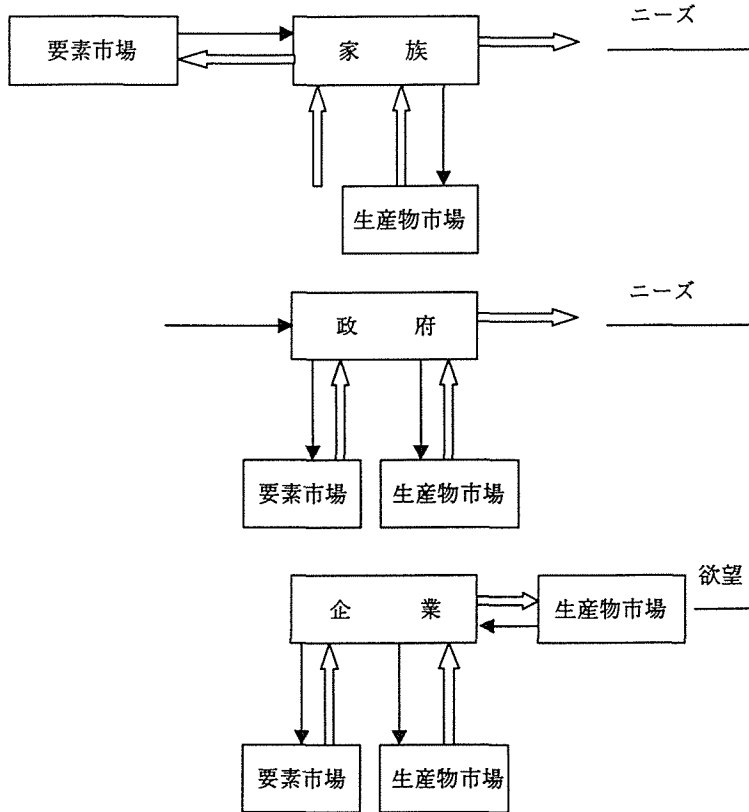 ニーズ
要素市場
家 族
生産物市場
ニーズ
政 府
要素市場
生産物市場
欲望
企 業
生産物市場
要素市場
生産物市場